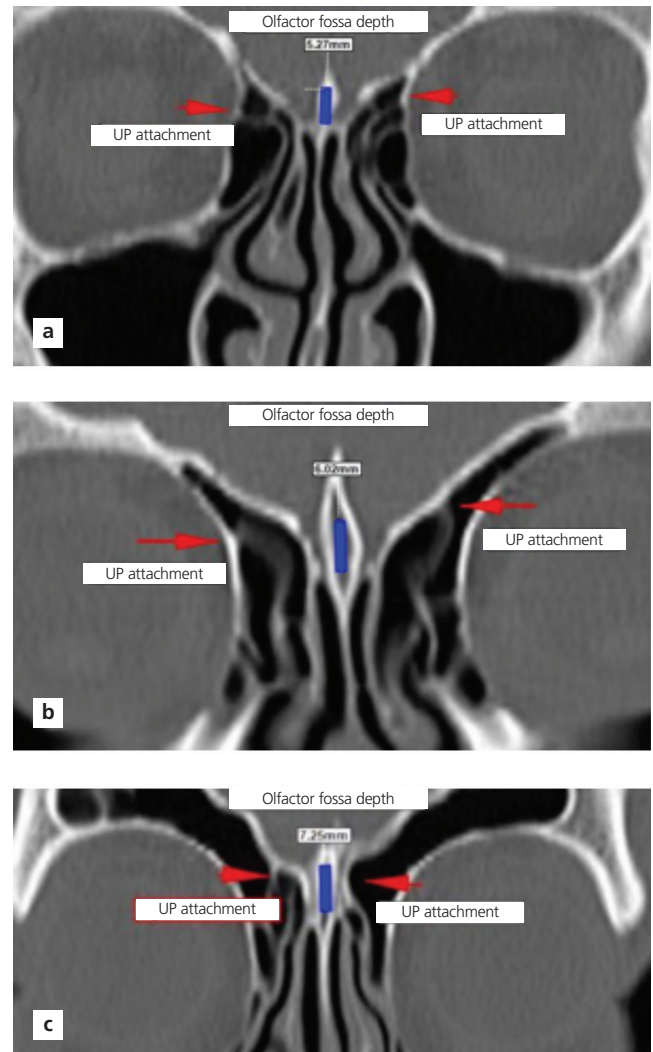 Olfactor fossa depth
5.27mm
UP attachment
UP attachment
a
Olfactor fossa depth
6.02mm
UP attachment
UP attachment
b
Olfactor fossa depth
7.25mm
UP attachment
UP attachment
c